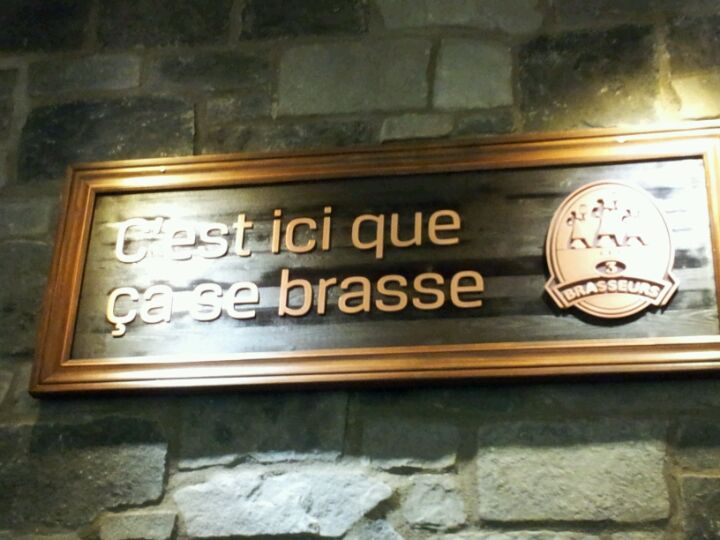 C'est ici que
ça se brasse
3
BRASSEURS